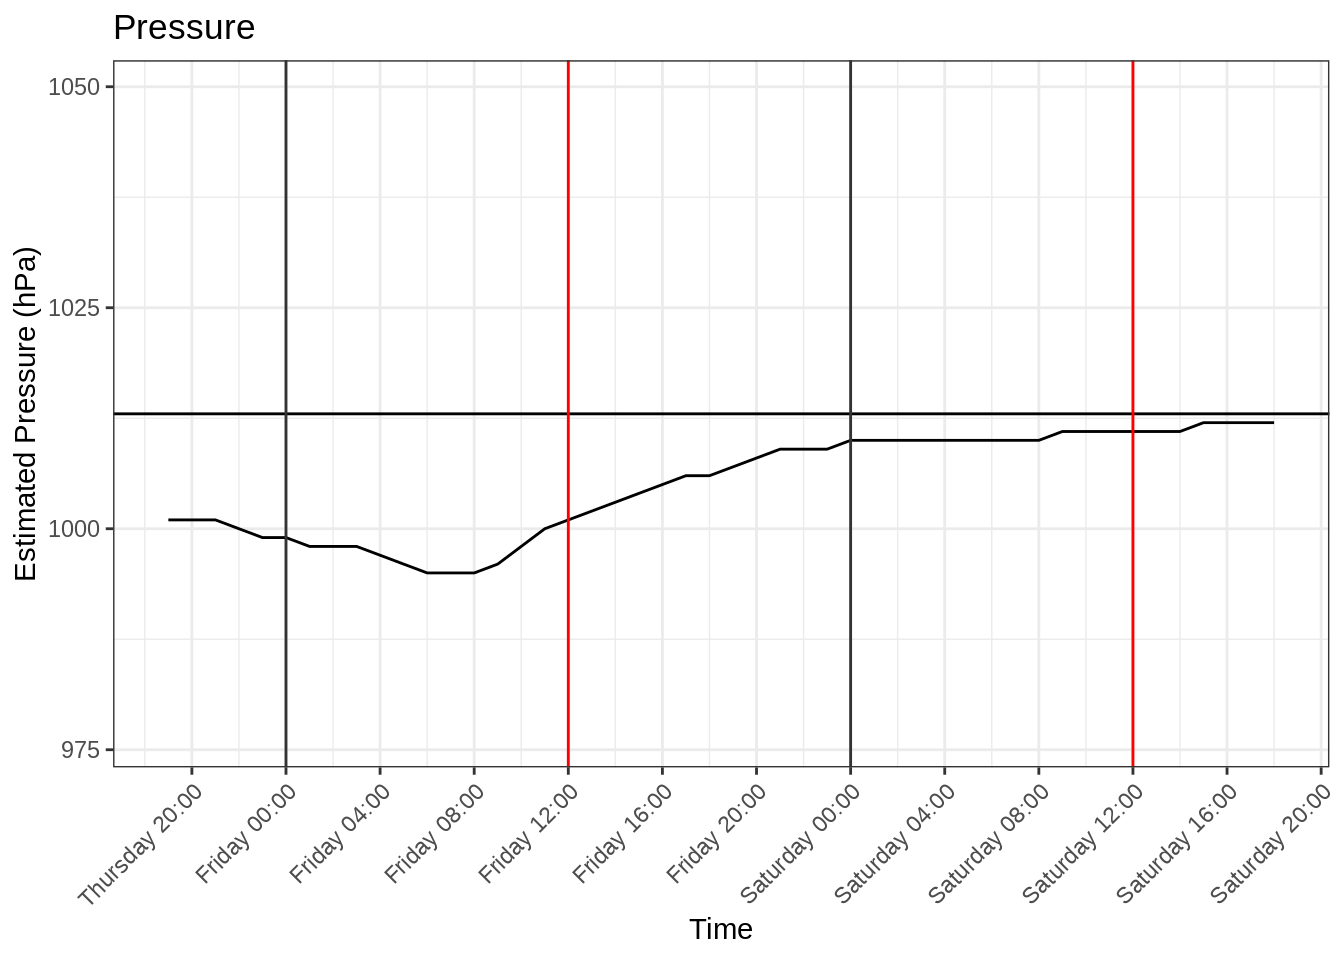 Pressure
Estimated Pressure (hPa)
1050
1025
1000
975
Thursday 20:00
Friday 00:00
Friday 04:00
Friday 08:00
Friday 12:00
Friday 16:00
Friday 20:00
Saturday 00:00
Saturday 04:00
Saturday 08:00
Saturday 12:00
Saturday 16:00
Saturday 20:00
Time